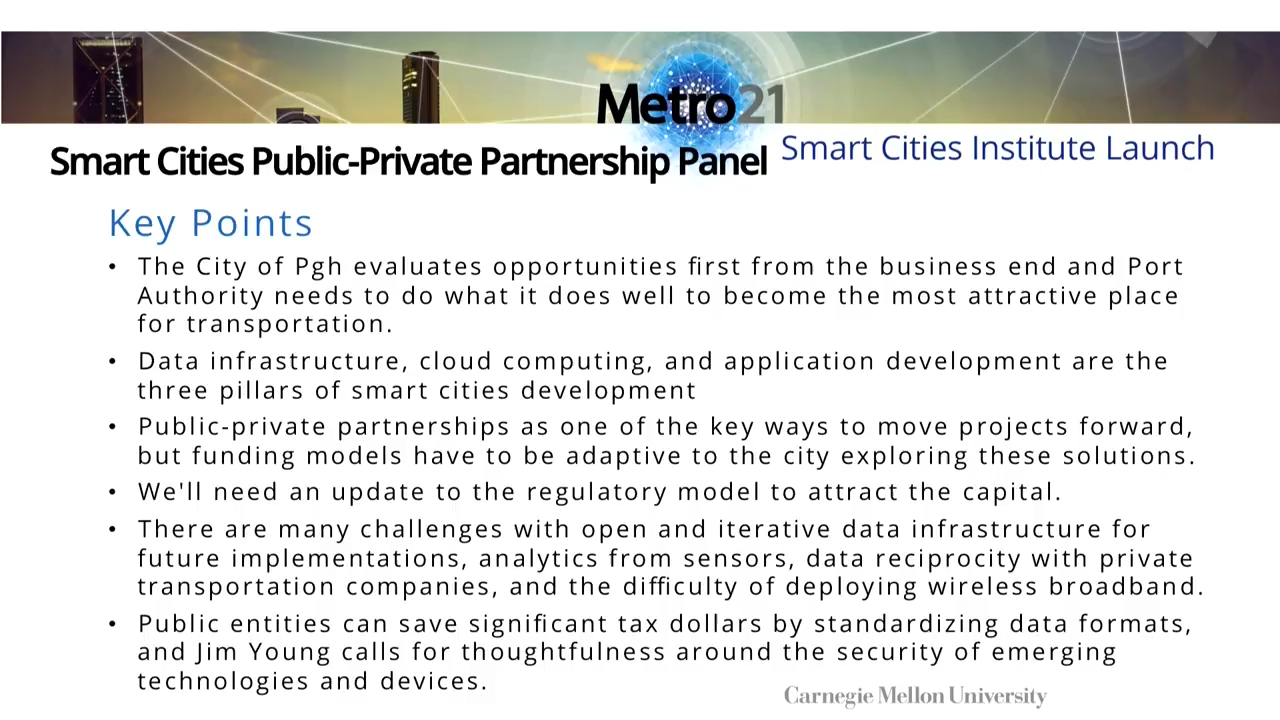 Metro21
Smart Cities Institute Launch
Smart Cities Public-Private Partnership Panel
Key Points
• The City of Pgh evaluates opportunities first from the business end and Port
Authority needs to do what it does well to become the most attractive place
for transportation.
• Data infrastructure, cloud computing, and application development are the
three pillars of smart cities development
• Public-private partnerships as one of the key ways to move projects forward,
but funding models have to be adaptive to the city exploring these solutions.
• We'll need an update to the regulatory model to attract the capital.
• There are many challenges with open and iterative data infrastructure for
future implementations, analytics from sensors, data reciprocity with private
transportation companies, and the difficulty of deploying wireless broadband.
• Public entities can save significant tax dollars by standardizing data formats,
and Jim Young calls for thoughtfulness around the security of emerging
technologies and devices.
Carnegie Mellon University